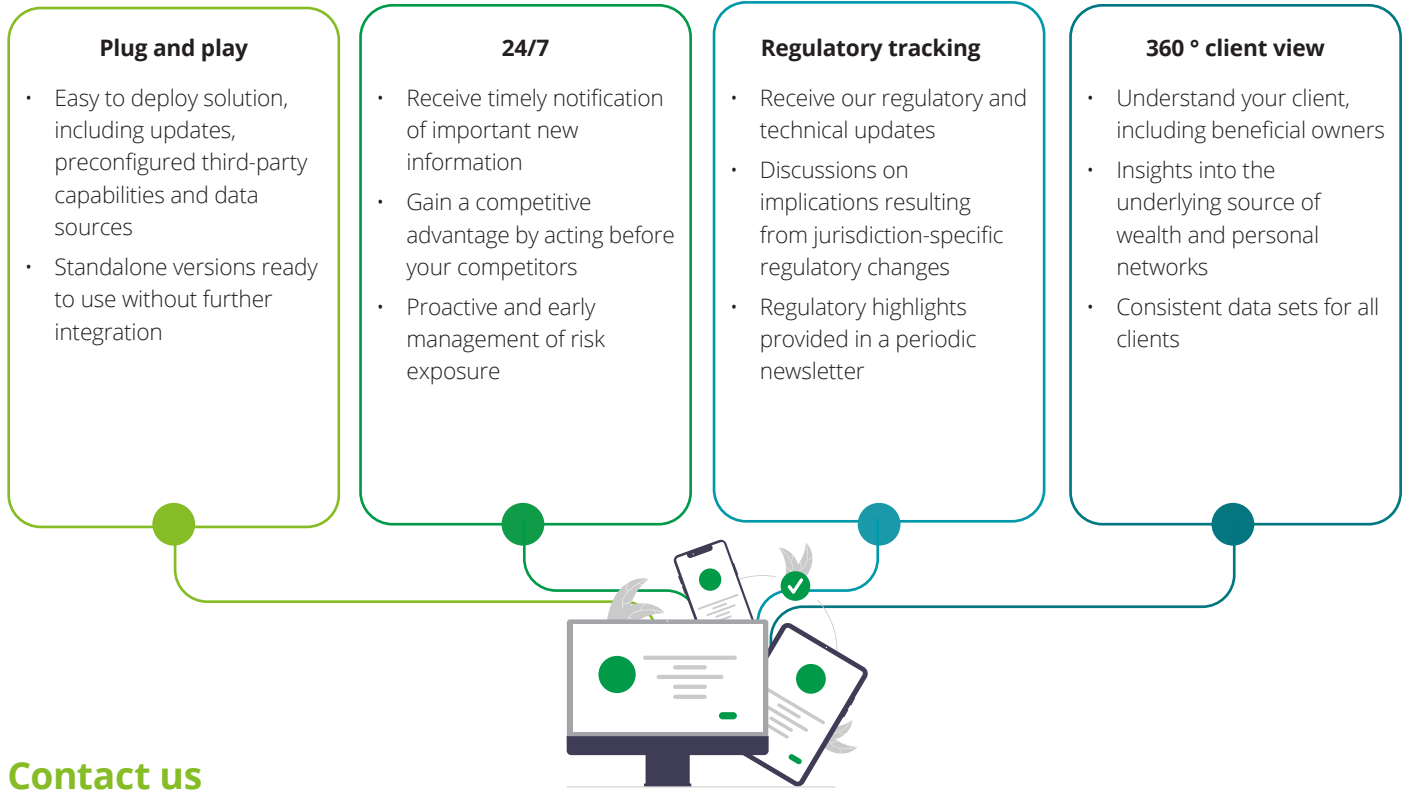 Plug and play
• Easy to deploy solution,
including updates,
preconfigured third-party
capabilities and data
sources
• Standalone versions ready
to use without further
integration
24/7
• Receive timely notification
of important new
information
• Gain a competitive
advantage by acting before
your competitors
• Proactive and early
management of risk
exposure
Regulatory tracking
• Receive our regulatory and
technical updates
• Discussions on
implications resulting
from jurisdiction-specific
regulatory changes
• Regulatory highlights
provided in a periodic
newsletter
360 ° client view
• Understand your client,
including beneficial owners
• Insights into the
underlying source of
wealth and personal
networks
• Consistent data sets for all
clients
Contact us